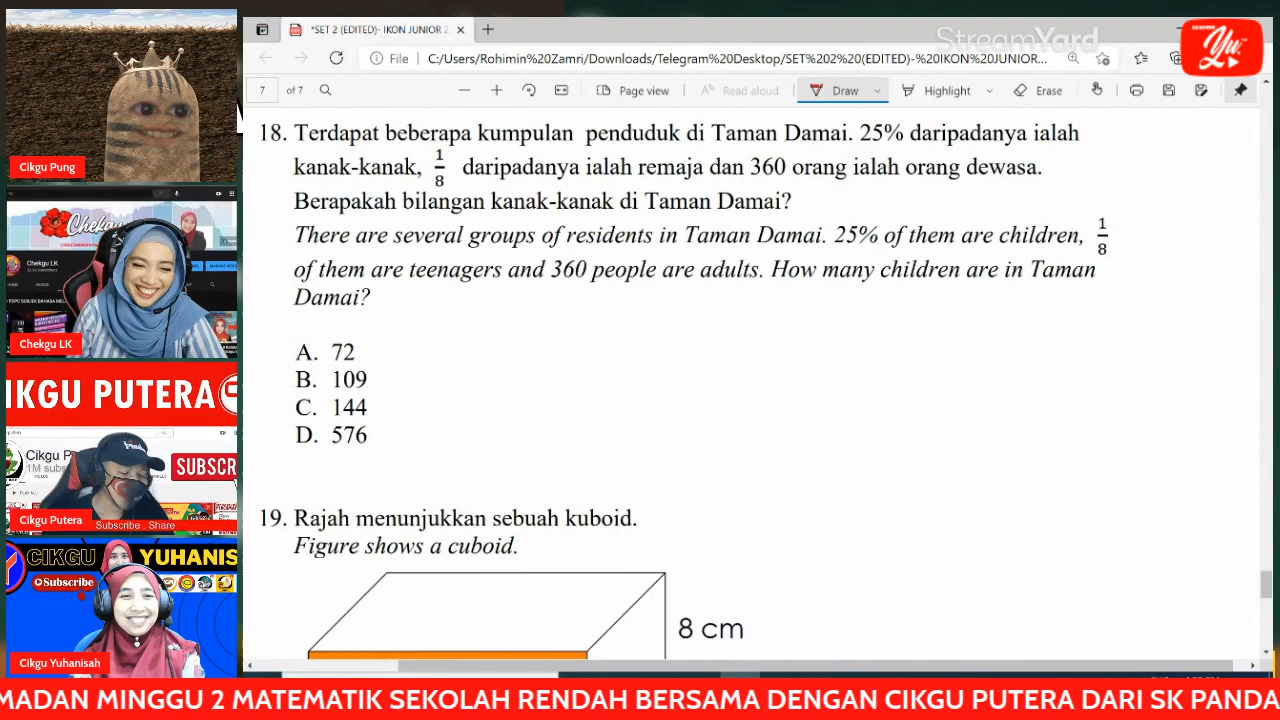 *SET 2 (EDITED)- IKON JUNIOR 2
StreamYard
File
C:/Users/Rohimin%20Zamri/Downloads/Telegram%20Desktop/SET%202%20(EDITED)-%20IKON%20JUNIOR...
7 of 7
Page view
Read aloud
Draw
Highlight
Erase
18. Terdapat beberapa kumpulan penduduk di Taman Damai. 25% daripadanya ialah
kanak-kanak, 1/8 daripadanya ialah remaja dan 360 orang ialah orang dewasa.
Berapakah bilangan kanak-kanak di Taman Damai?
There are several groups of residents in Taman Damai. 25% of them are children, 1/8
of them are teenagers and 360 people are adults. How many children are in Taman
Damai?
A. 72
B. 109
C. 144
D. 576
19. Rajah menunjukkan sebuah kuboid.
Figure shows a cuboid.
8 cm
Cikgu Pung
Chekgu LK
Chekgu LK
IKGU PUTERA
Cikgu P
1M subs
SUBSCR
Cikgu Putera
Subscribe . Share
CIKGU YUHANIS
Subscribe
Cikgu Yuhanisah
MADAN MINGGU 2 MATEMATIK SEKOLAH RENDAH BERSAMA DENGAN CIKGU PUTERA DARI SK PANDA